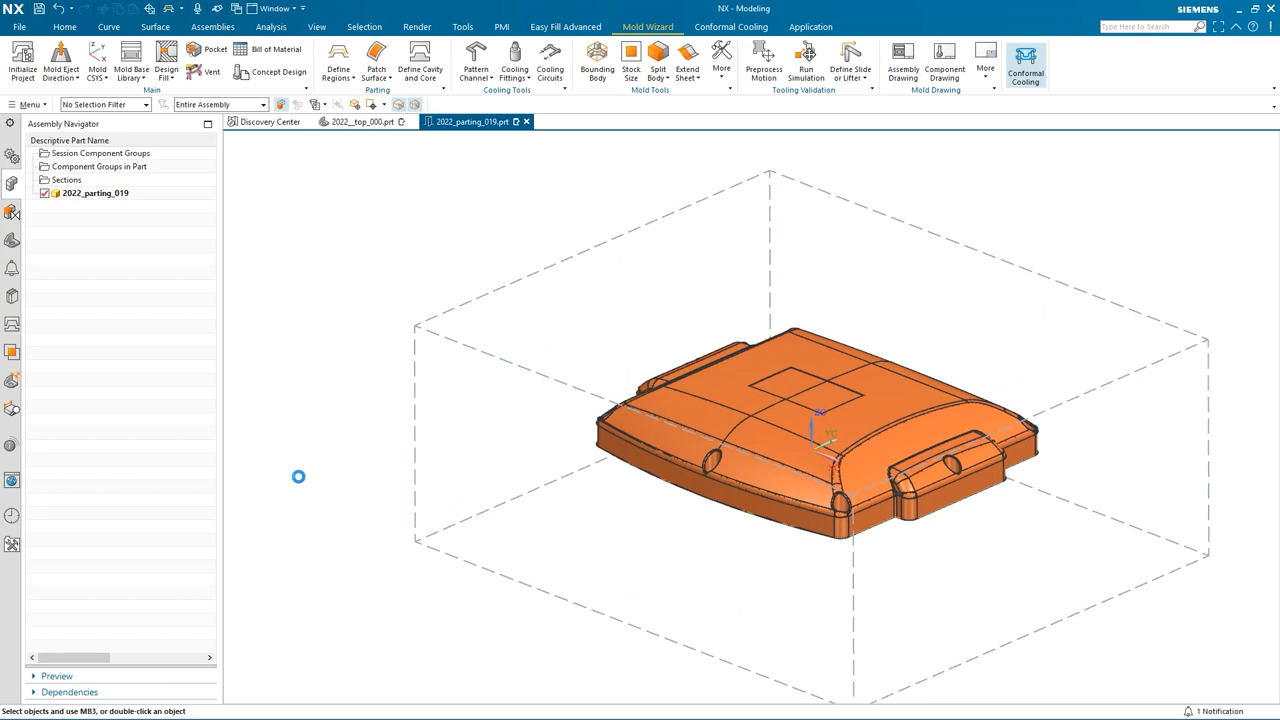 NX Window NX - Modeling SIEMENS
File Home Curve Surface Assemblies Analysis View Selection Render Tools PMI Easy Fill Advanced Mold Wizard Conformal Cooling Application Type Here to Search
Initialize Project Mold Eject Direction Mold CSYS Mold Base Library Design Fill Pocket Vent Bill of Material Concept Design
Main
Define Regions Patch Surface Define Cavity and Core
Parting
Pattern Channel Cooling Fittings Cooling Circuits
Cooling Tools
Bounding Body Stock Size Split Body Extend Sheet More
Mold Tools
Preprocess Motion Run Simulation Define Slide or Lifter
Tooling Validation
Assembly Drawing Component Drawing More
Mold Drawing
Conformal Cooling
Menu No Selection Filter Entire Assembly
Assembly Navigator
Discovery Center 2022__top_000.prt 2022_parting_019.prt
Descriptive Part Name
Session Component Groups
Component Groups in Part
Sections
2022_parting_019
YC
Preview
Dependencies
Select objects and use MB3, or double-click an object 1 Notification